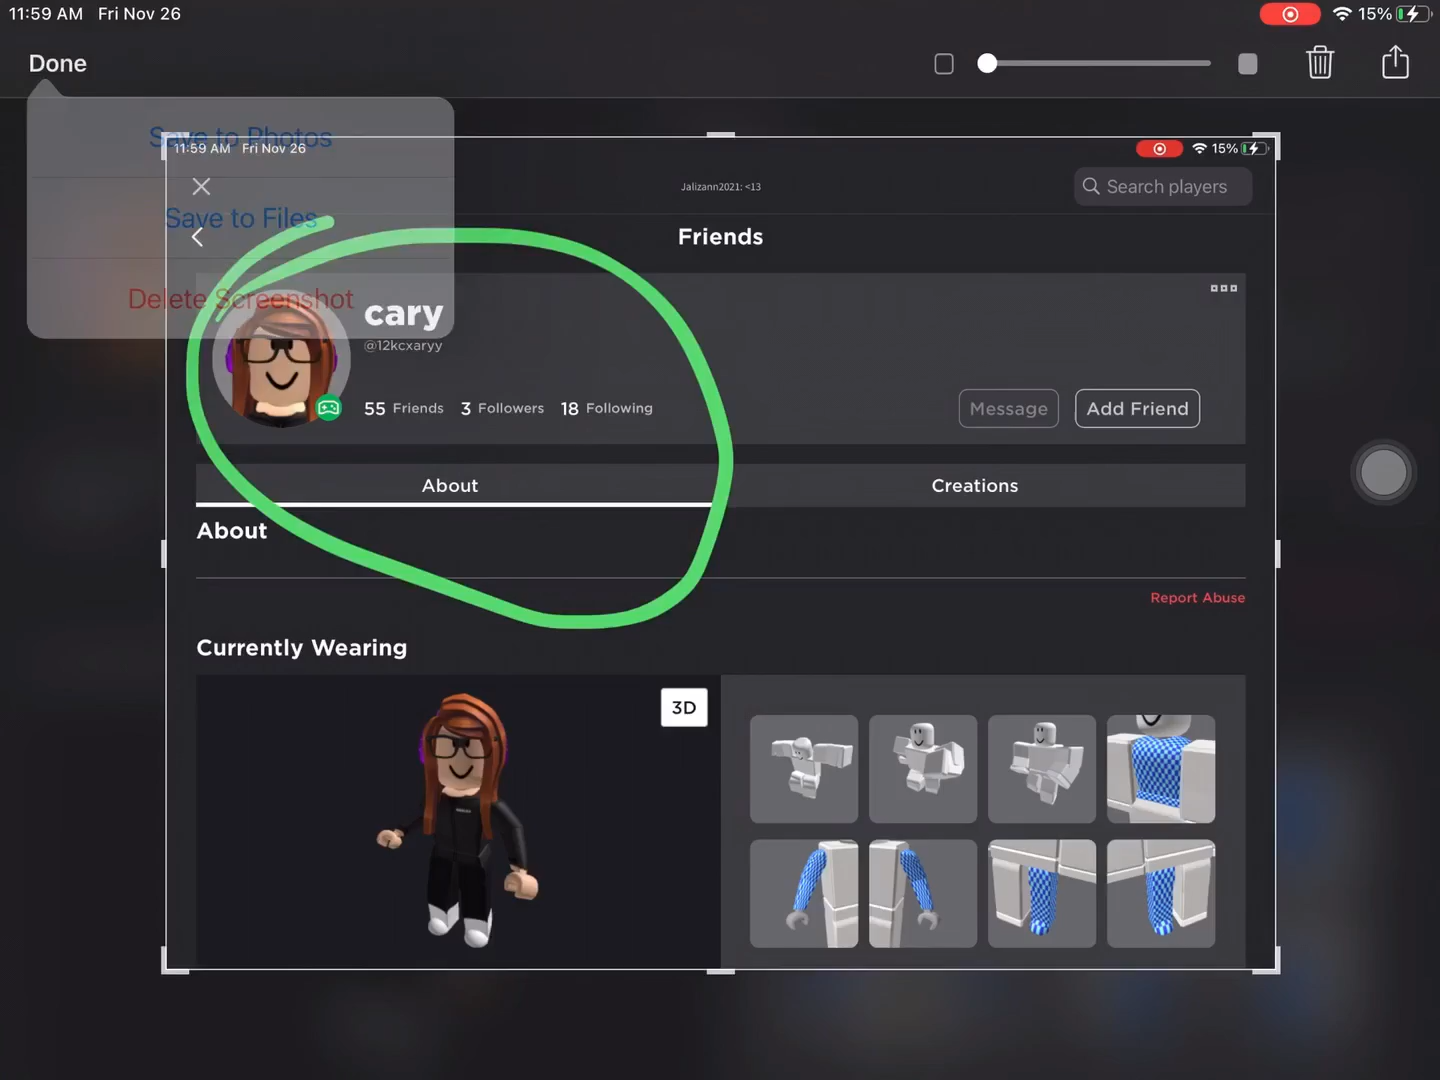 11:59 AM Fri Nov 26
15%
Done
Save to Photos
11:59 AM Fri Nov 26
15%
Jalizann2021: <13
Search players
Save to Files
Friends
Delete Screenshot
cary
@12kcxaryy
55 Friends 3 Followers 18 Following
Message
Add Friend
About
Creations
About
Report Abuse
Currently Wearing
3D